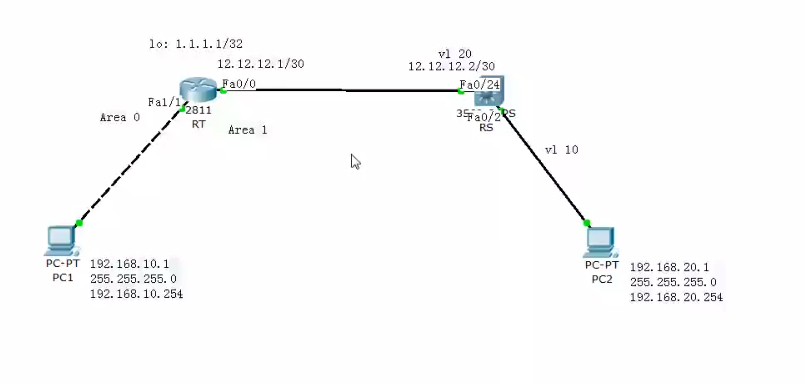 lo: 1.1.1.1/32
12.12.12.1/30
vl 20
12.12.12.2/30
Fa0/0
Fa0/24
Fa1/1
2811
RT
Fa0/2
RS
Area 0
Area 1
vl 10
PC-PT
PC1
192.168.10.1
255.255.255.0
192.168.10.254
PC-PT
PC2
192.168.20.1
255.255.255.0
192.168.20.254